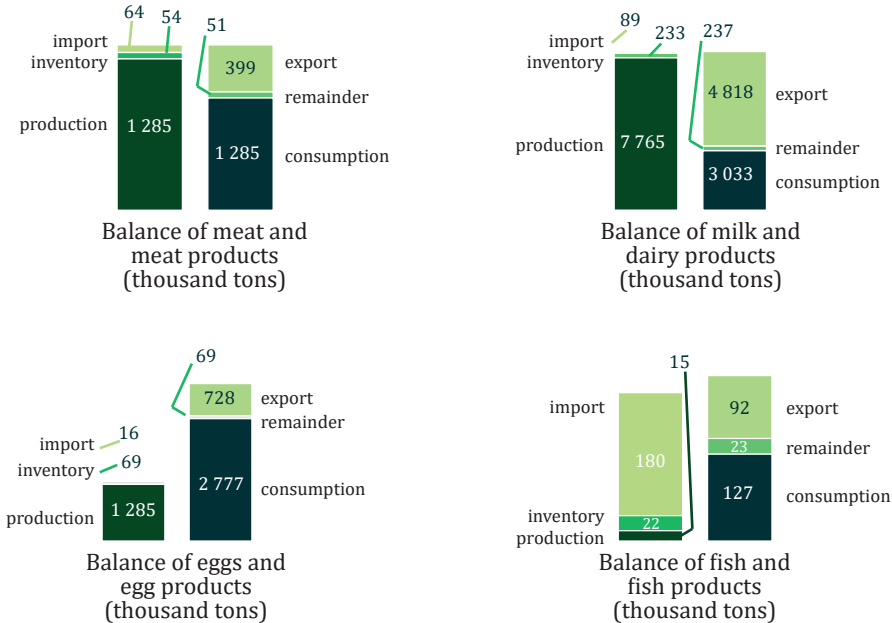 64
54
51
import
inventory
399
export
remainder
production
1 285
1 285
consumption
Balance of meat and
meat products
(thousand tons)
89
233
237
import
inventory
4 818
export
production
7 765
remainder
3 033
consumption
Balance of milk and
dairy products
(thousand tons)
69
728
export
remainder
import
16
inventory
69
2 777
consumption
production
1 285
Balance of eggs and
egg products
(thousand tons)
15
import
92
export
180
23
remainder
127
consumption
inventory
22
production
Balance of fish and
fish products
(thousand tons)